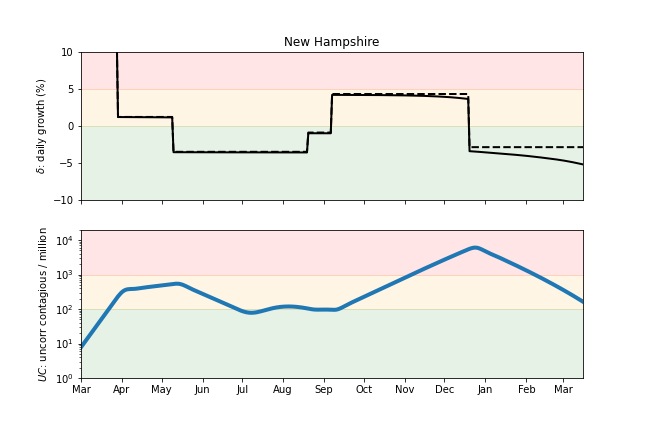 New Hampshire
10
5
0
−5
−10
δ: daily growth (%)
10⁴
10³
10²
10¹
10⁰
UC: uncorr contagious / million
Mar Apr May Jun Jul Aug Sep Oct Nov Dec Jan Feb Mar